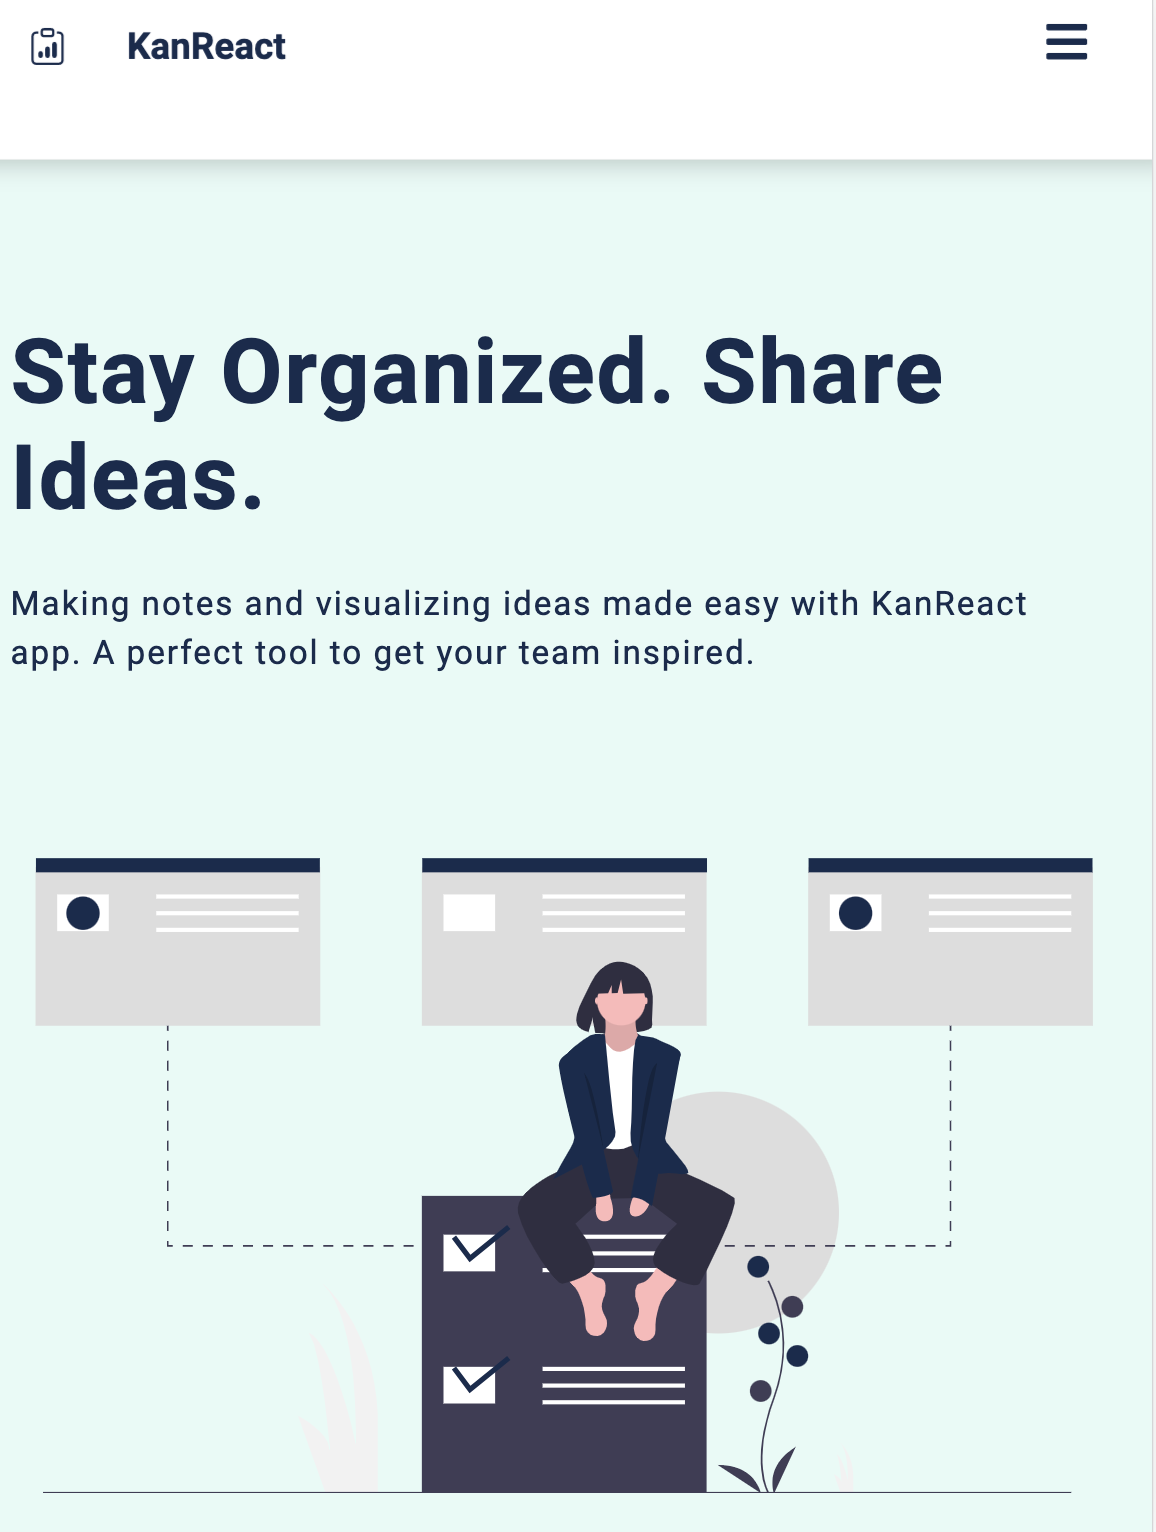 KanReact
Stay Organized. Share
Ideas.
Making notes and visualizing ideas made easy with KanReact
app. A perfect tool to get your team inspired.